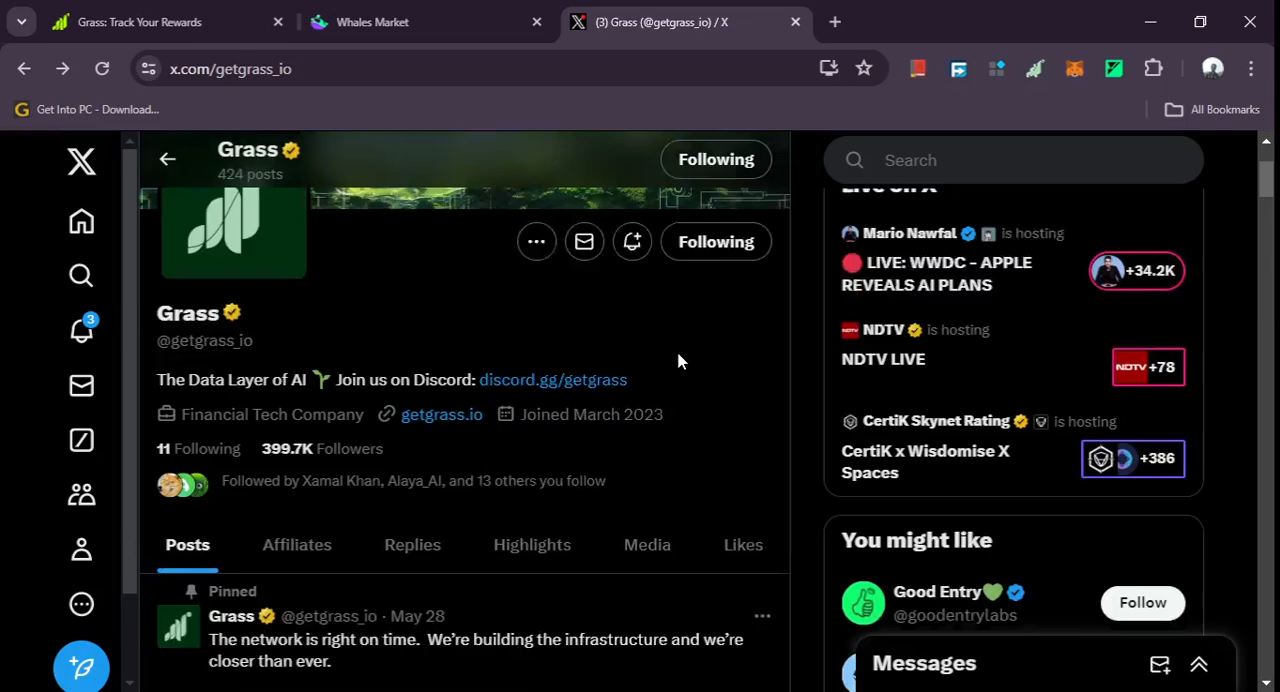 Grass: Track Your Rewards
Whales Market
(3) Grass (@getgrass_io) / X
x.com/getgrass_io
Get Into PC - Download...
All Bookmarks
Grass
424 posts
Following
Following
Grass
@getgrass_io
The Data Layer of AI 🌱 Join us on Discord: discord.gg/getgrass
Financial Tech Company getgrass.io Joined March 2023
11 Following 399.7K Followers
Followed by Xamal Khan, Alaya_AI, and 13 others you follow
Posts Affiliates Replies Highlights Media Likes
Pinned
Grass @getgrass_io · May 28
The network is right on time. We're building the infrastructure and we're
closer than ever.
3
Search
Live on X
Mario Nawfal is hosting
🔴 LIVE: WWDC - APPLE
REVEALS AI PLANS
+34.2K
NDTV is hosting
NDTV LIVE
NDTV +78
CertiK Skynet Rating is hosting
CertiK x Wisdomise X
Spaces
+386
You might like
Good Entry💚
@goodentrylabs
Follow
Messages